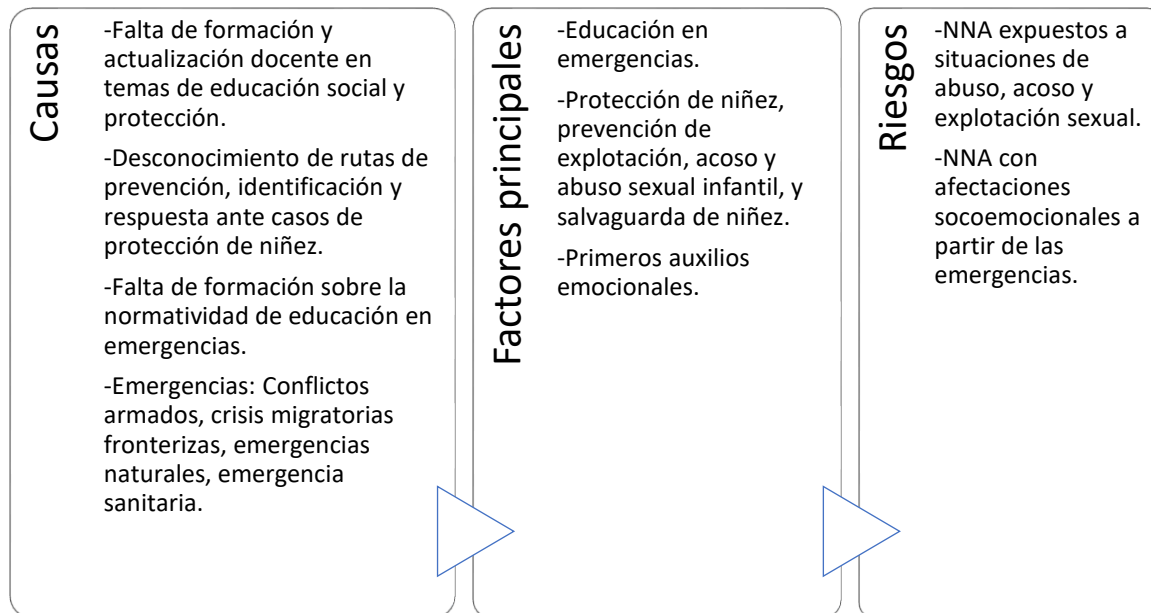 Causas
-Falta de formación y
actualización docente en
temas de educación social y
protección.
-Desconocimiento de rutas de
prevención, identificación y
respuesta ante casos de
protección de niñez.
-Falta de formación sobre la
normatividad de educación en
emergencias.
-Emergencias: Conflictos
armados, crisis migratorias
fronterizas, emergencias
naturales, emergencia
sanitaria.
Factores principales
-Educación en
emergencias.
-Protección de niñez,
prevención de
explotación, acoso y
abuso sexual infantil, y
salvaguarda de niñez.
-Primeros auxilios
emocionales.
Riesgos
-NNA expuestos a
situaciones de
abuso, acoso y
explotación sexual.
-NNA con
afectaciones
socoemocionales a
partir de las
emergencias.